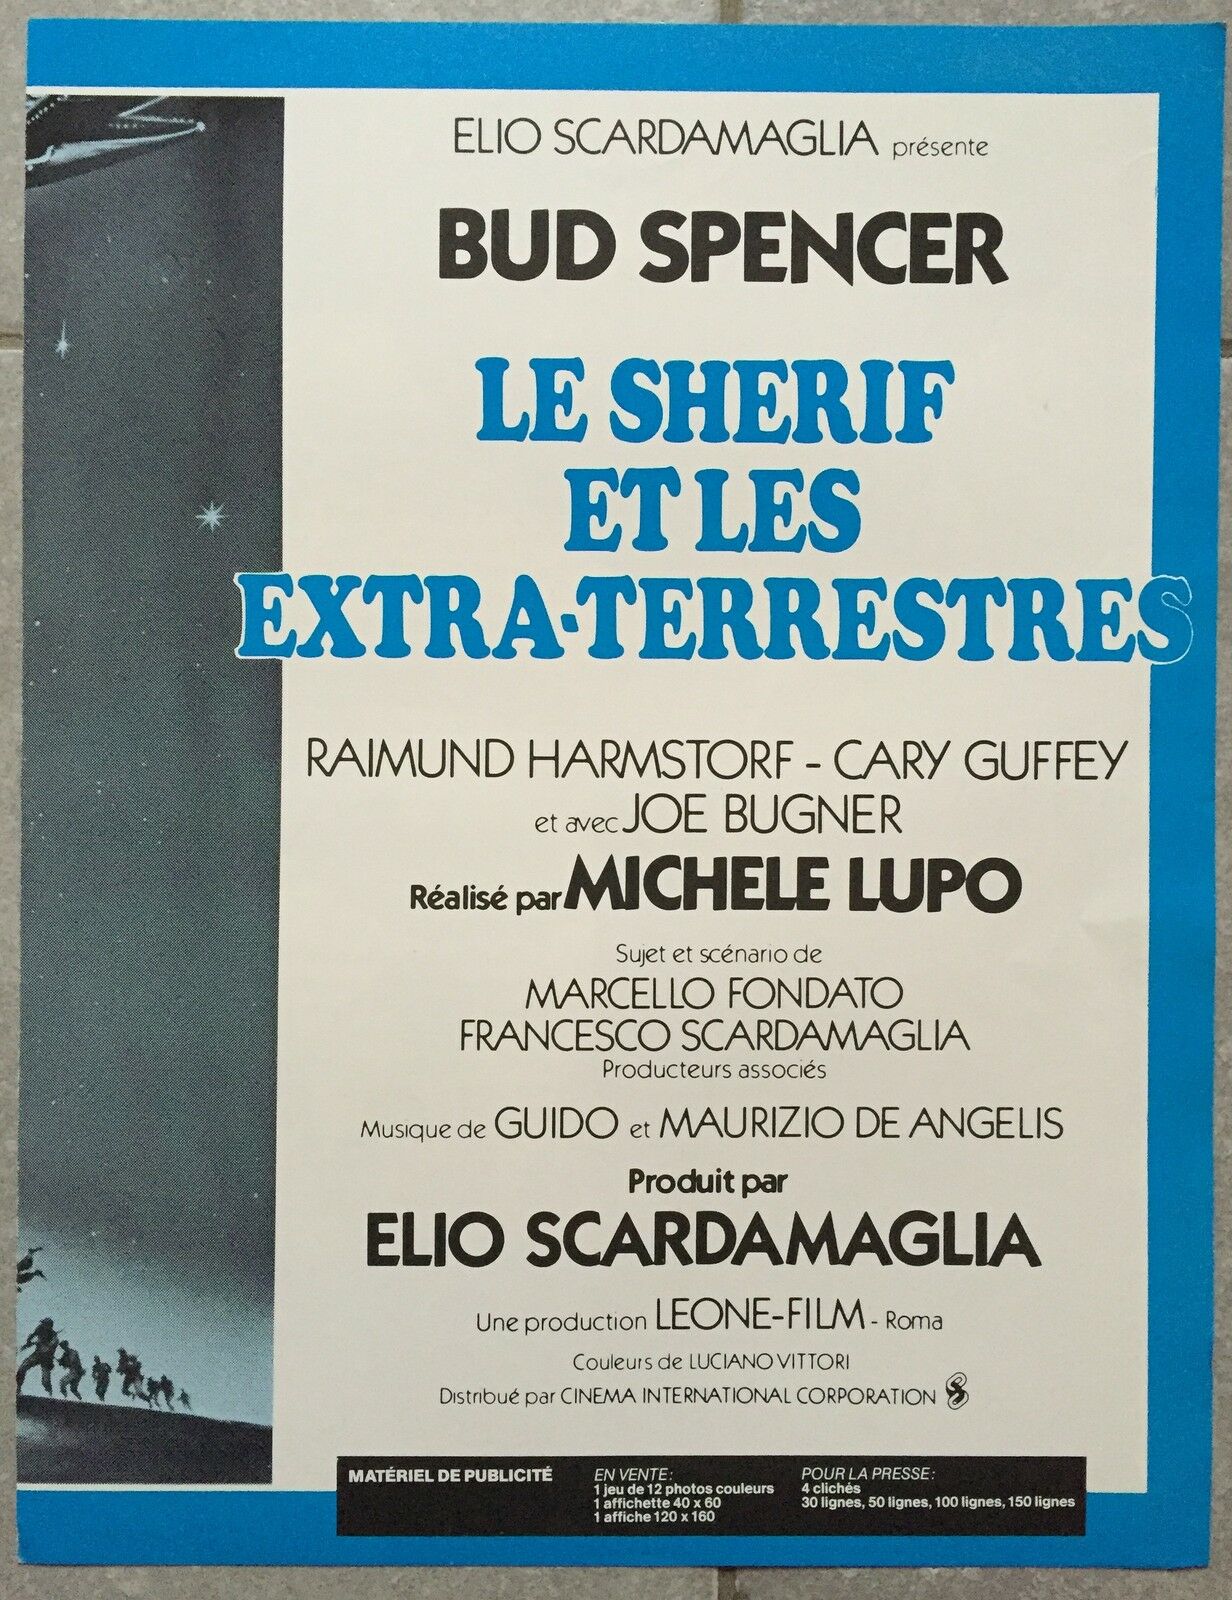 ELIO SCARDAMAGLIA présente
BUD SPENCER
LE SHERIF
ET LES
EXTRA-TERRESTRES
RAIMUND HARMSTORF - CARY GUFFEY
et avec JOE BUGNER
Réalisé par MICHELE LUPO
Sujet et scénario de
MARCELLO FONDATO
FRANCESCO SCARDAMAGLIA
Producteurs associés
Musique de GUIDO et MAURIZIO DE ANGELIS
Produit par
ELIO SCARDAMAGLIA
Une production LEONE-FILM - Roma
Couleurs de LUCIANO VITTORI
Distribué par CINEMA INTERNATIONAL CORPORATION
MATÉRIEL DE PUBLICITÉ
EN VENTE:
1 jeu de 12 photos couleurs
1 affichette 40 x 60
1 affiche 120 x 160
POUR LA PRESSE:
4 clichés
30 lignes, 50 lignes, 100 lignes, 150 lignes